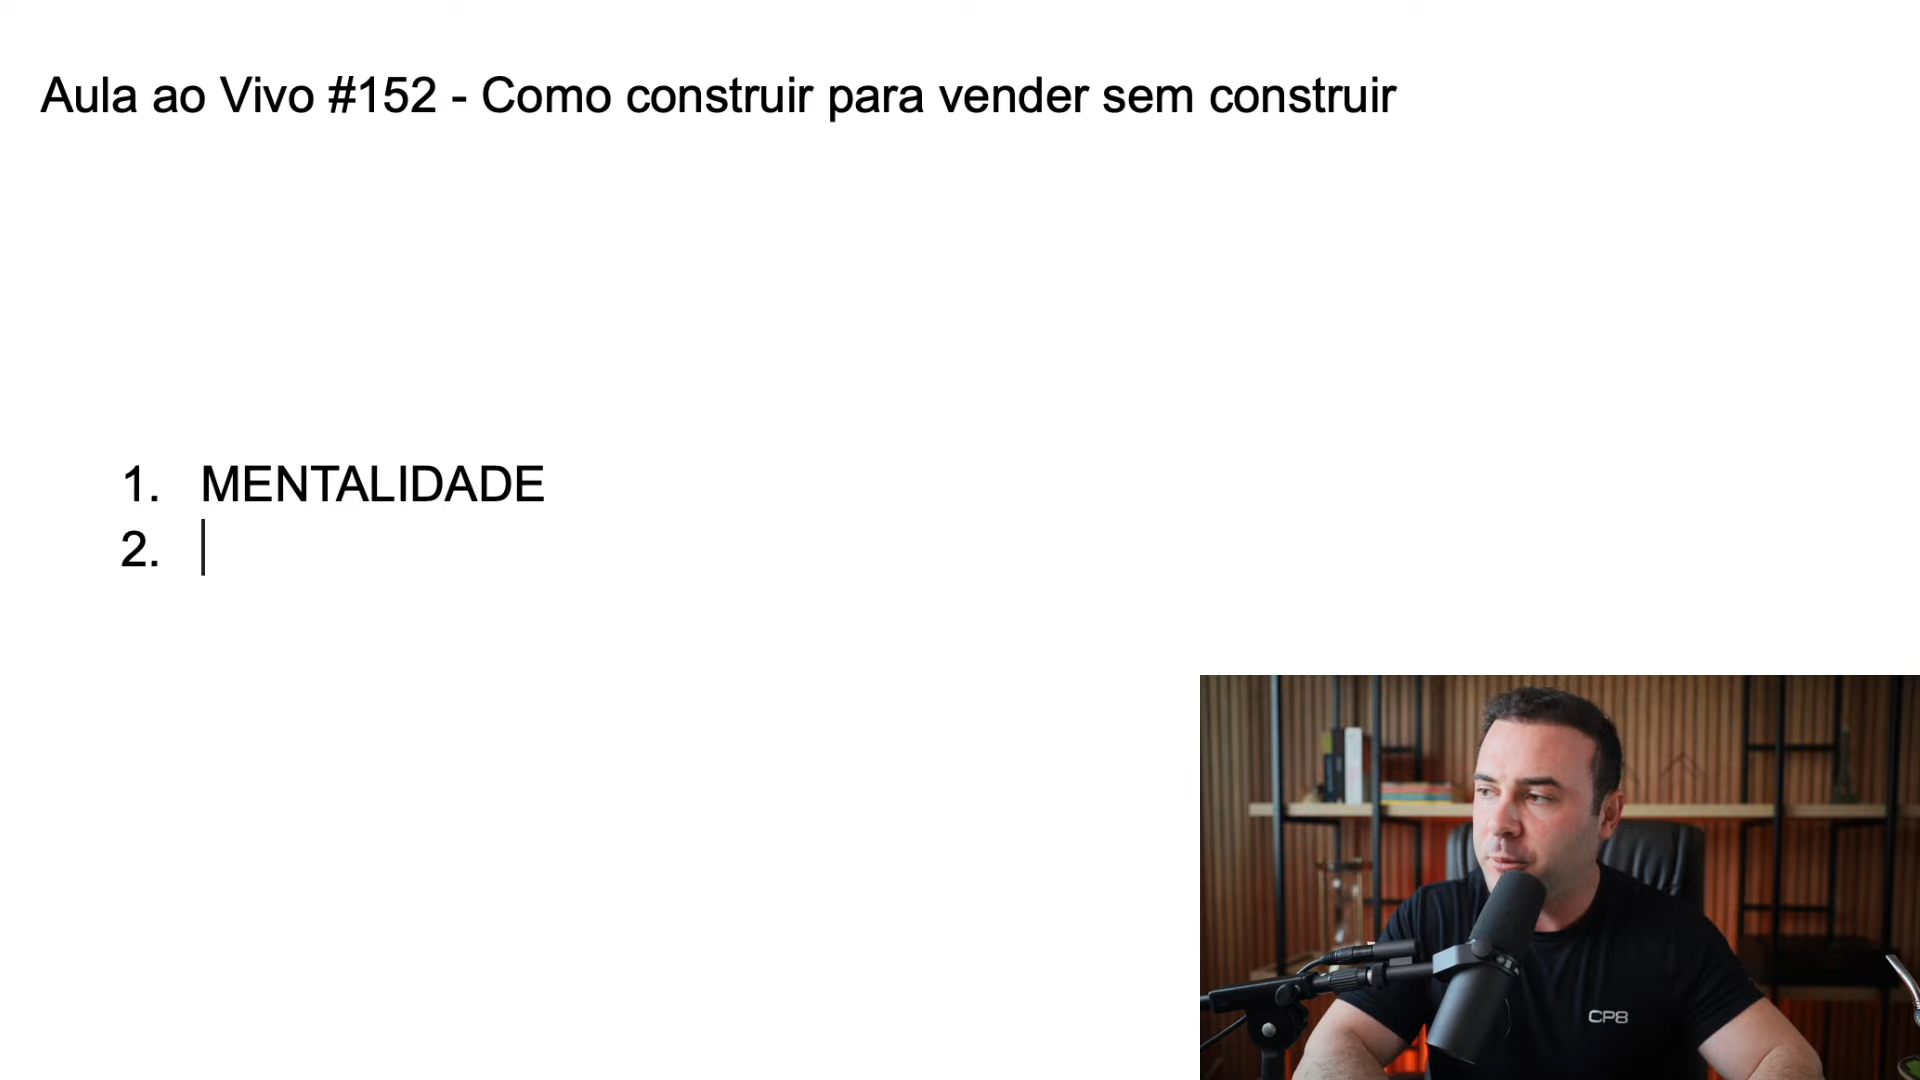 Aula ao Vivo #152 - Como construir para vender sem construir
1. MENTALIDADE
2.
CP8